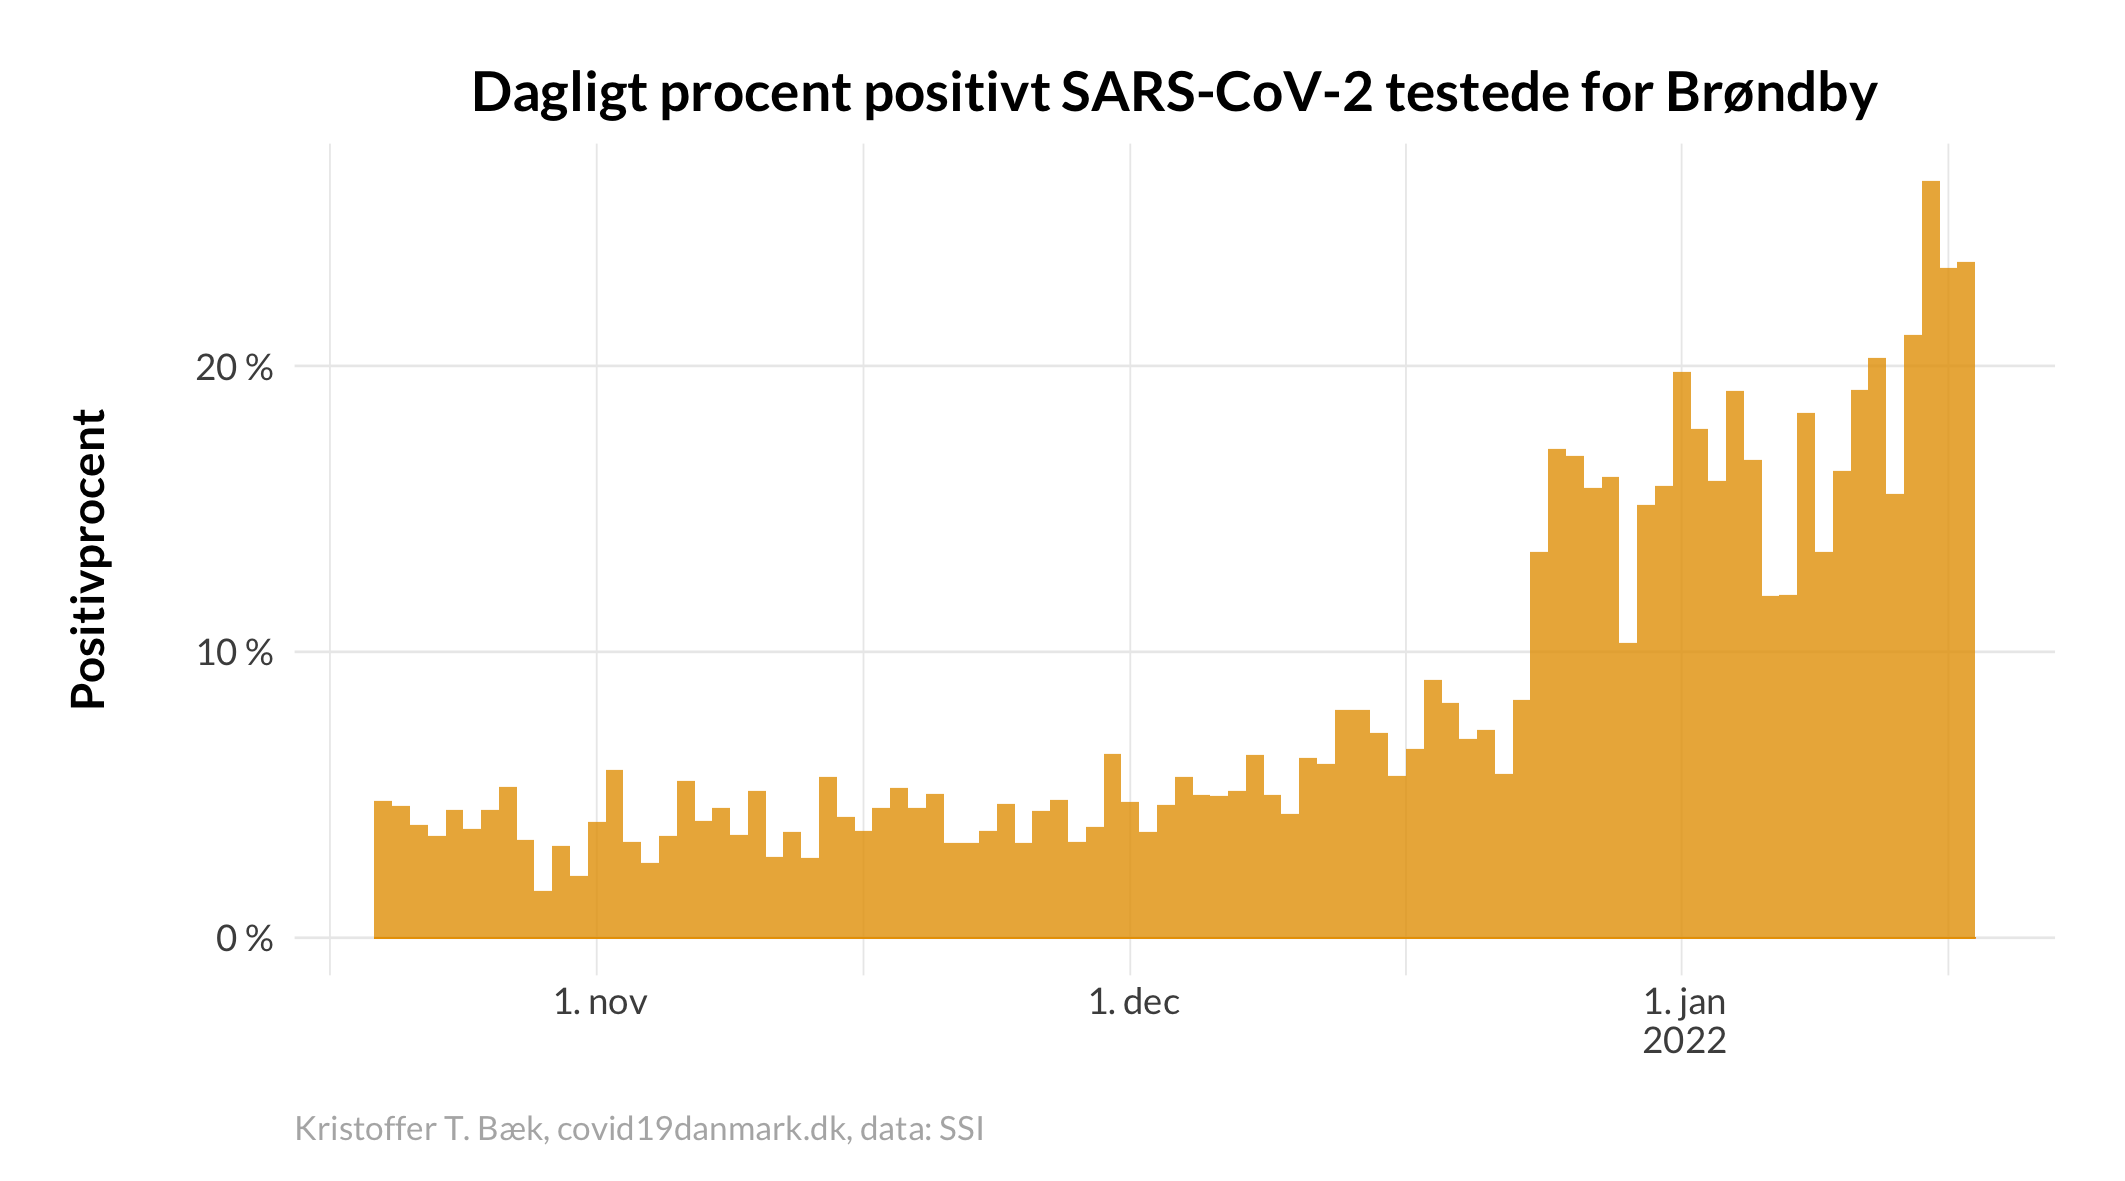 Dagligt procent positivt SARS-CoV-2 testede for Brøndby
Positivprocent
20 %
10 %
0 %
1. nov
1. dec
1. jan
2022
Kristoffer T. Bæk, covid19danmark.dk, data: SSI